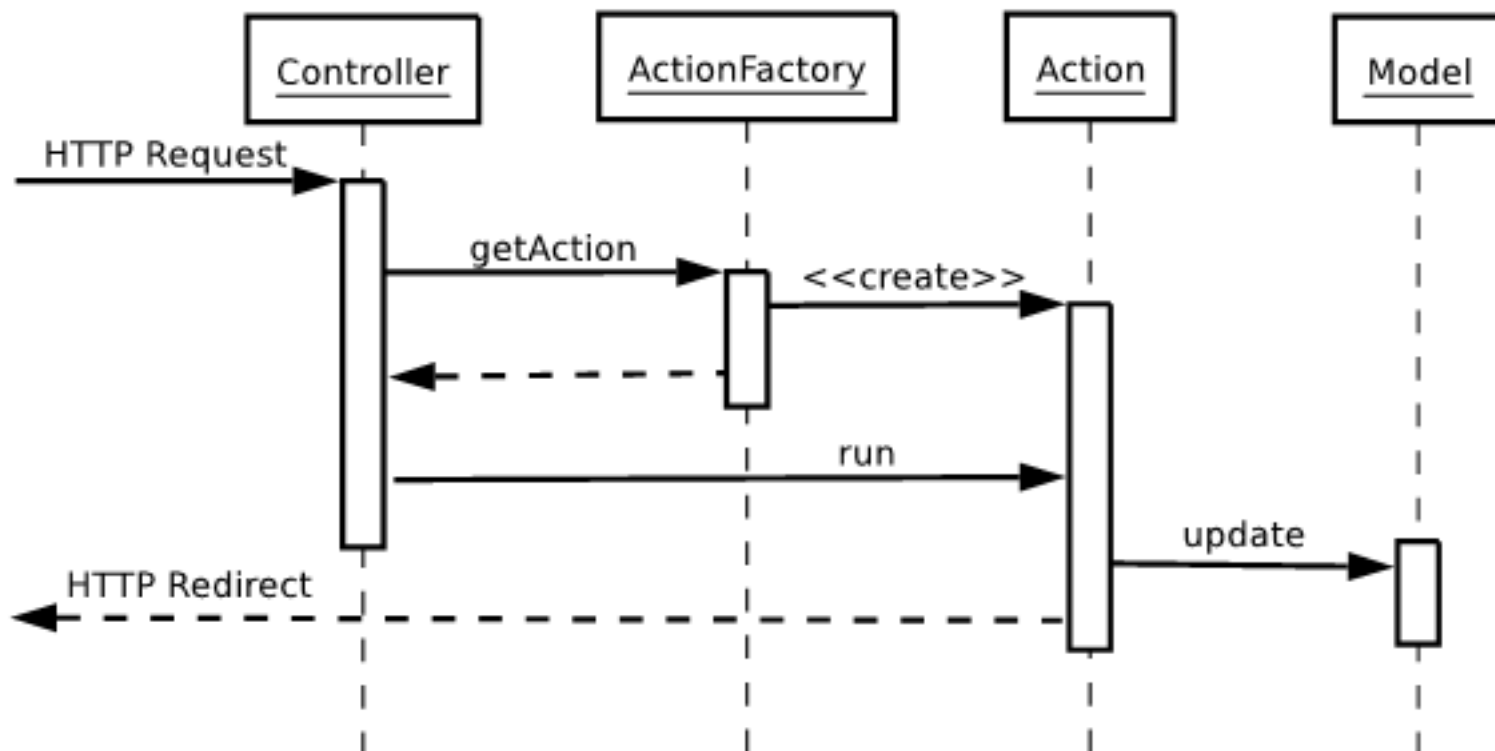 Controller
ActionFactory
Action
Model
HTTP Request
getAction
<<create>>
run
update
HTTP Redirect